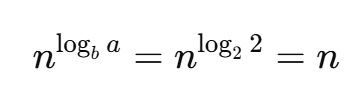 n^{\log_b a} = n^{\log_2 2} = n